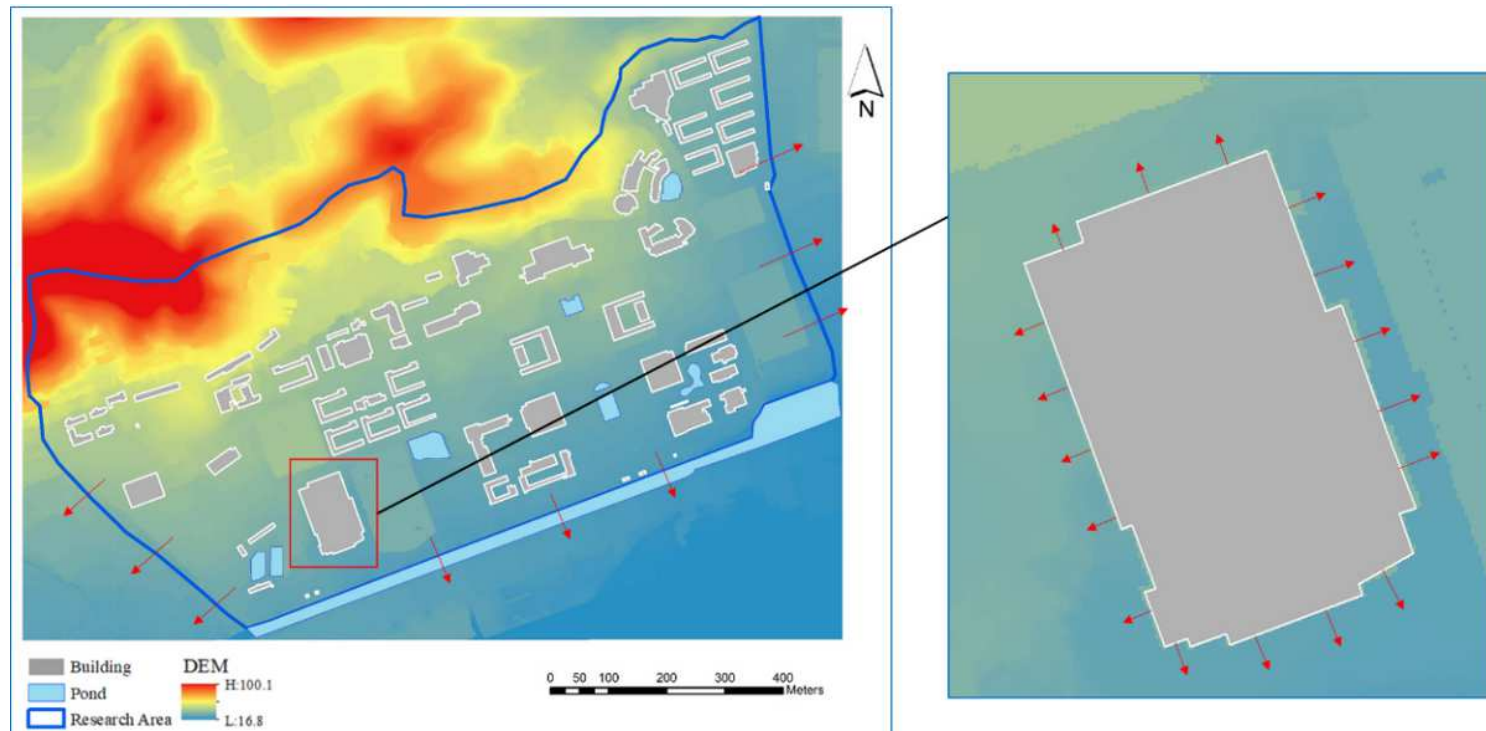 N
Building
Pond
Research Area
DEM
H:100.1
L:16.8
0 50 100 200 300 400
Meters